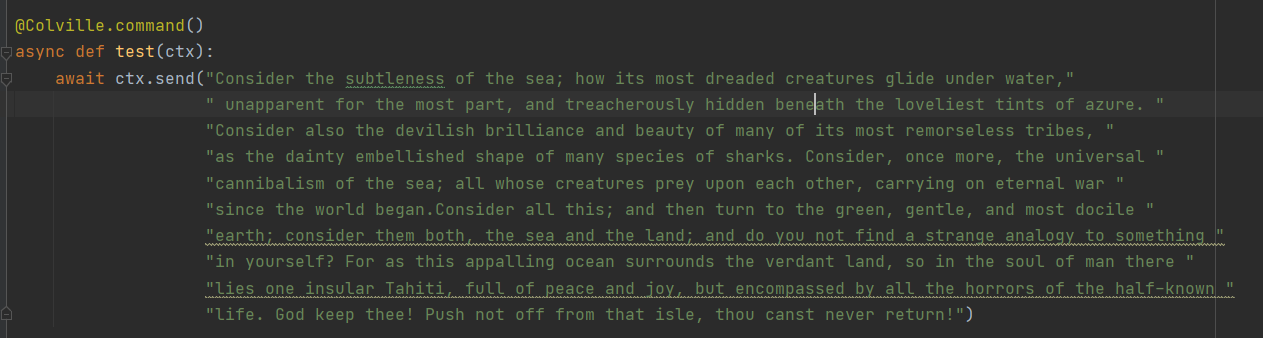 @Colville.command()
async def test(ctx):
    await ctx.send("Consider the subtleness of the sea; how its most dreaded creatures glide under water,"
                   " unapparent for the most part, and treacherously hidden beneath the loveliest tints of azure. "
                   "Consider also the devilish brilliance and beauty of many of its most remorseless tribes, "
                   "as the dainty embellished shape of many species of sharks. Consider, once more, the universal "
                   "cannibalism of the sea; all whose creatures prey upon each other, carrying on eternal war "
                   "since the world began.Consider all this; and then turn to the green, gentle, and most docile "
                   "earth; consider them both, the sea and the land; and do you not find a strange analogy to something "
                   "in yourself? For as this appalling ocean surrounds the verdant land, so in the soul of man there "
                   "lies one insular Tahiti, full of peace and joy, but encompassed by all the horrors of the half-known "
                   "life. God keep thee! Push not off from that isle, thou canst never return!")